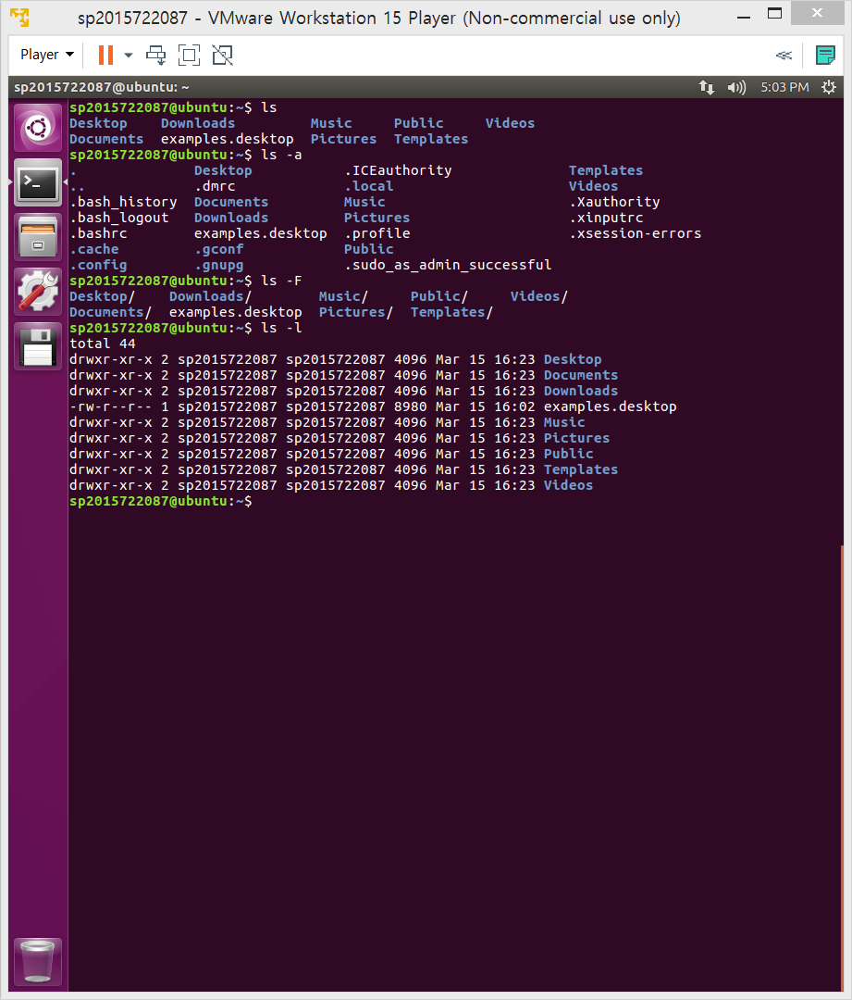 sp2015722087 - VMware Workstation 15 Player (Non-commercial use only)
Player
sp2015722087@ubuntu: ~ 5:03 PM
sp2015722087@ubuntu:~$ ls
Desktop Downloads Music Public Videos
Documents examples.desktop Pictures Templates
sp2015722087@ubuntu:~$ ls -a
. Desktop .ICEauthority Templates
.. .dmrc .local Videos
.bash_history Documents Music .Xauthority
.bash_logout Downloads Pictures .xinputrc
.bashrc examples.desktop .profile .xsession-errors
.cache .gconf Public
.config .gnupg .sudo_as_admin_successful
sp2015722087@ubuntu:~$ ls -F
Desktop/ Downloads/ Music/ Public/ Videos/
Documents/ examples.desktop Pictures/ Templates/
sp2015722087@ubuntu:~$ ls -l
total 44
drwxr-xr-x 2 sp2015722087 sp2015722087 4096 Mar 15 16:23 Desktop
drwxr-xr-x 2 sp2015722087 sp2015722087 4096 Mar 15 16:23 Documents
drwxr-xr-x 2 sp2015722087 sp2015722087 4096 Mar 15 16:23 Downloads
-rw-r--r-- 1 sp2015722087 sp2015722087 8980 Mar 15 16:02 examples.desktop
drwxr-xr-x 2 sp2015722087 sp2015722087 4096 Mar 15 16:23 Music
drwxr-xr-x 2 sp2015722087 sp2015722087 4096 Mar 15 16:23 Pictures
drwxr-xr-x 2 sp2015722087 sp2015722087 4096 Mar 15 16:23 Public
drwxr-xr-x 2 sp2015722087 sp2015722087 4096 Mar 15 16:23 Templates
drwxr-xr-x 2 sp2015722087 sp2015722087 4096 Mar 15 16:23 Videos
sp2015722087@ubuntu:~$